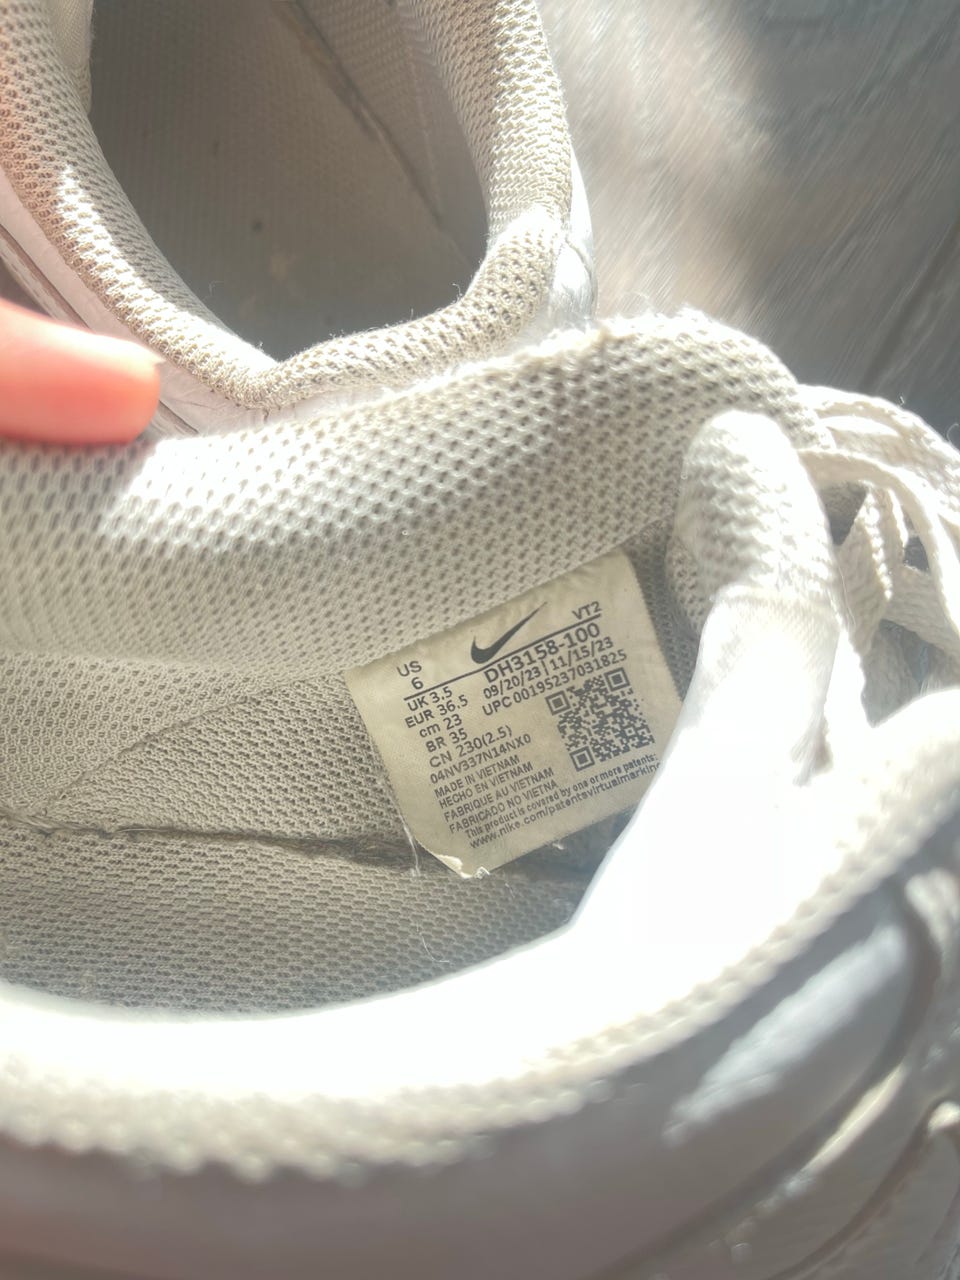 VT2
US
6
DH3158-100
UK 3.5
09/20/23 | 11/15/23
EUR 36.5
UPC 00195237031825
cm 23
BR 35
CN 230(2.5)
04NV337N14NX0
MADE IN VIETNAM
HECHO EN VIETNAM
FABRIQUE AU VIETNAM
FABRICADO NO VIETNA
This product is covered by one or more patents:
www.nike.com/patentsvirtualmarking